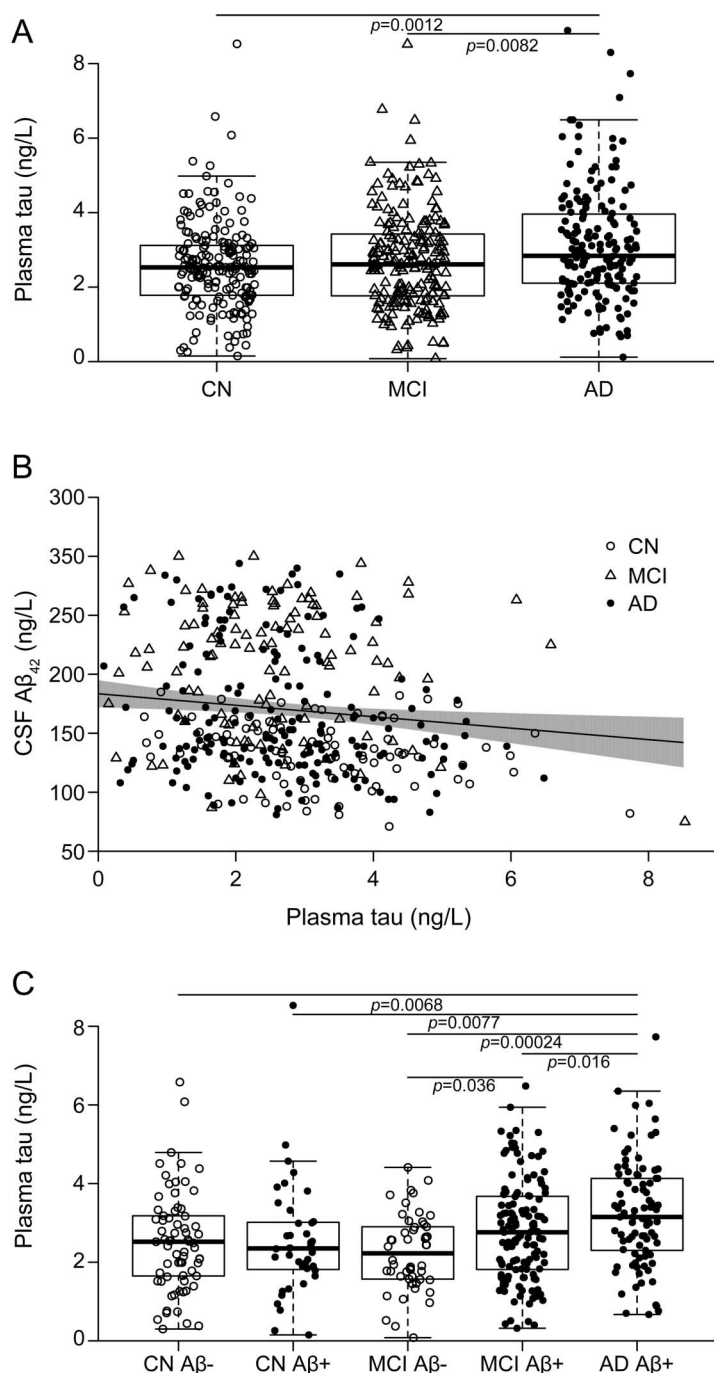 A
p=0.0012
p=0.0082
8
6
4
2
0
Plasma tau (ng/L)
CN MCI AD
B
300
350
250
200
150
100
50
CSF Aβ42 (ng/L)
CN
MCI
AD
0 2 4 6 8
Plasma tau (ng/L)
C
p=0.0068
p=0.0077
p=0.00024
p=0.016
p=0.036
8
6
4
2
0
Plasma tau (ng/L)
CN Aβ- CN Aβ+ MCI Aβ- MCI Aβ+ AD Aβ+